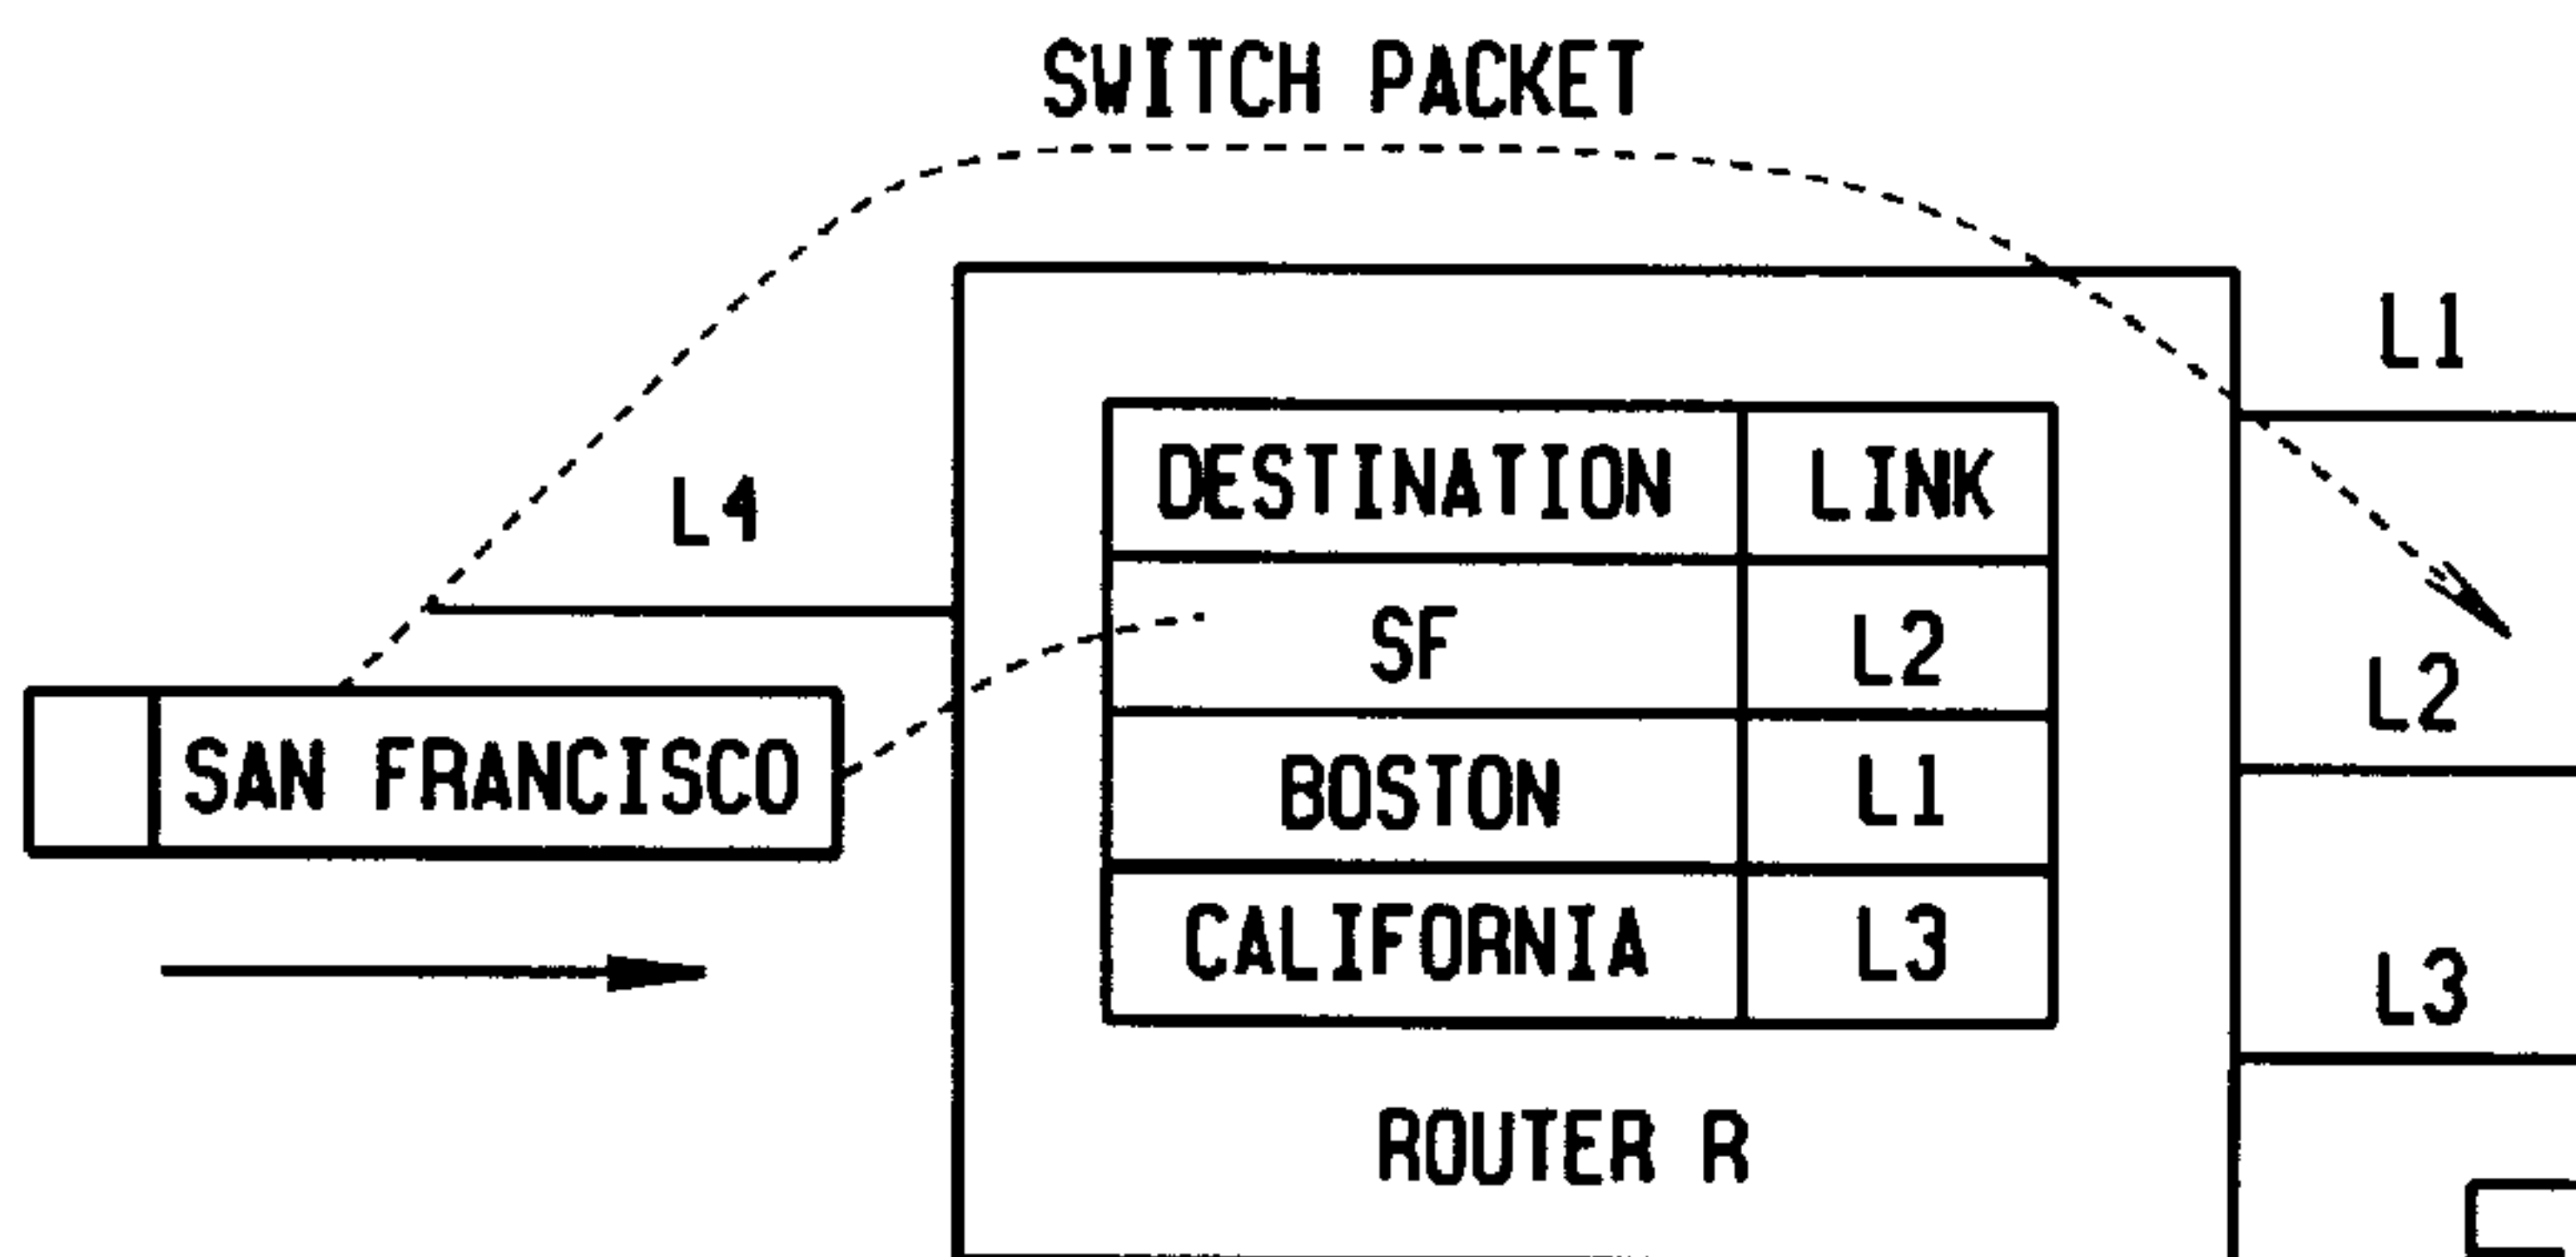 SWITCH PACKET
L1
L4
DESTINATION LINK
SF L2
L2
SAN FRANCISCO
BOSTON L1
CALIFORNIA L3
L3
ROUTER R